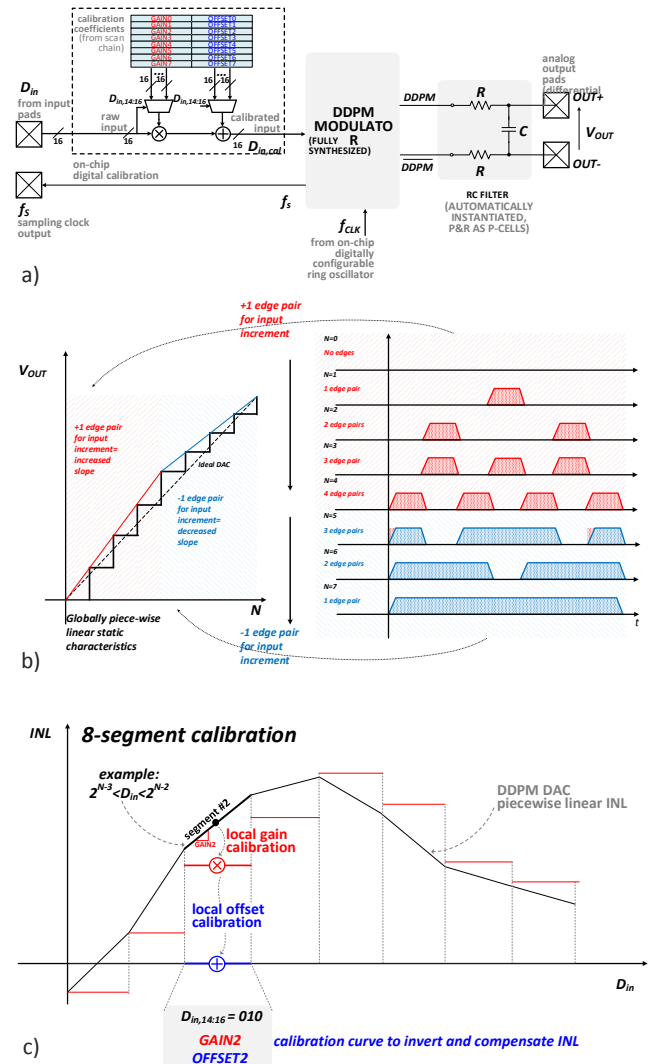 a)
calibration
coefficients
(from scan
chain)
GAIN0 OFFSET0
GAIN1 OFFSET1
GAIN2 OFFSET2
GAIN3 OFFSET3
GAIN4 OFFSET4
GAIN5 OFFSET5
GAIN6 OFFSET6
GAIN7 OFFSET7
... ...
16 16 16 16
Din,14:16 Din,14:16
Din
from input
pads
16
raw
input
16
calibrated
input
16
Din,cal
on-chip
digital calibration
fS
sampling clock
output
fs
DDPM
MODULATO
R
(FULLY
SYNTHESIZED)
fCLK
from on-chip
digitally
configurable
ring oscillator
DDPM
DDPM
R
C
R
RC FILTER
(AUTOMATICALLY
INSTANTIATED,
P&R AS P-CELLS)
analog
output
pads
(differential
OUT+
VOUT
OUT-
b)
VOUT
+1 edge pair
for input
increment=
increased
slope
Ideal DAC
-1 edge pair
for input
increment=
decreased
slope
N
Globally piece-wise
linear static
characteristics
+1 edge pair
for input
increment
-1 edge pair
for input
increment
N=0
No edges
N=1
1 edge pair
N=2
2 edge pairs
N=3
3 edge pair
N=4
4 edge pairs
N=5
3 edge pair
N=6
2 edge pairs
N=7
1 edge pair
t
c)
INL
8-segment calibration
example:
2N-3<Din<2N-2
segment #2
GAIN2
local gain
calibration
local offset
calibration
DDPM DAC
piecewise linear INL
Din
Din,14:16 = 010
GAIN2
OFFSET2
calibration curve to invert and compensate INL